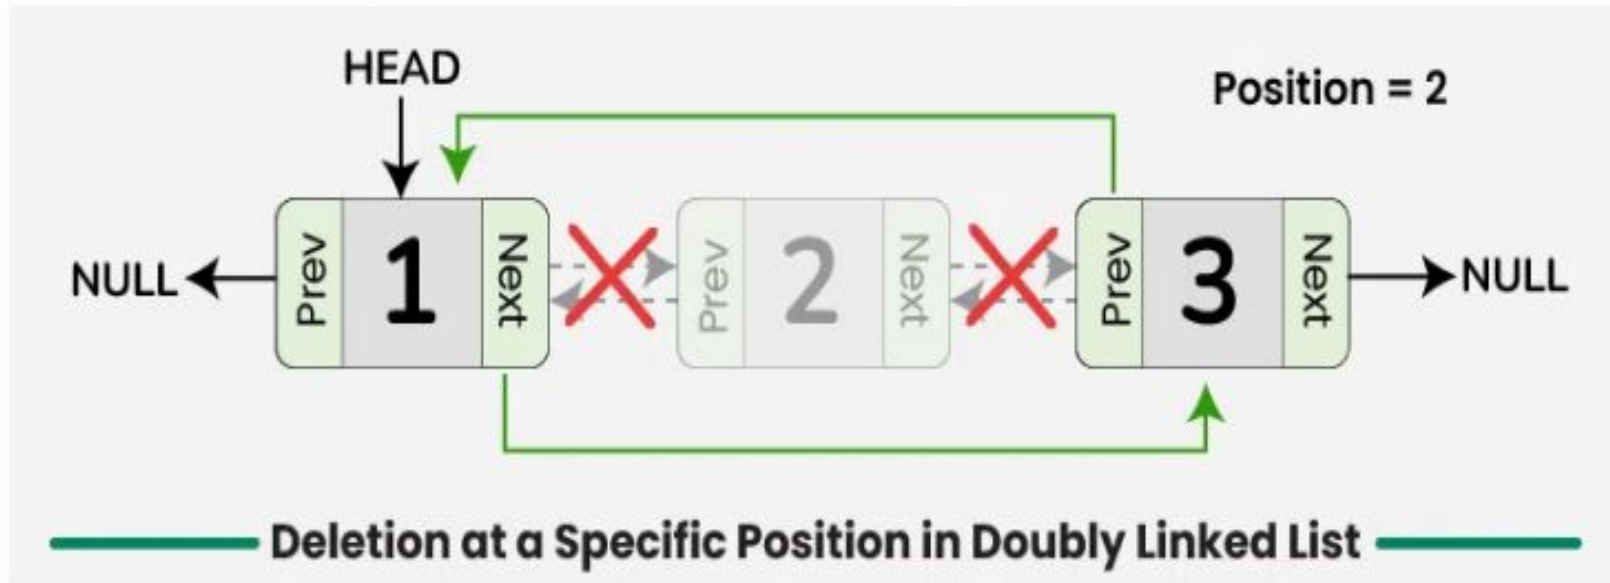 HEAD
Position = 2
NULL
Prev
1
Next
Prev
2
Next
Prev
3
Next
NULL
Deletion at a Specific Position in Doubly Linked List